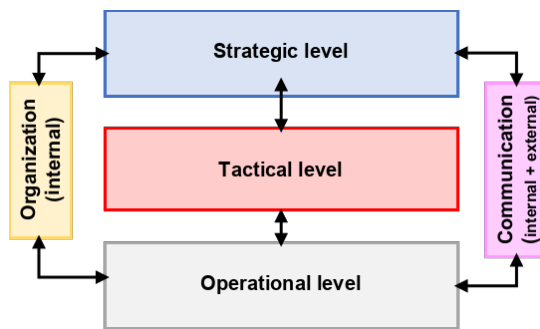 Strategic level
Organization
(internal)
Tactical level
Communication
(internal + external)
Operational level